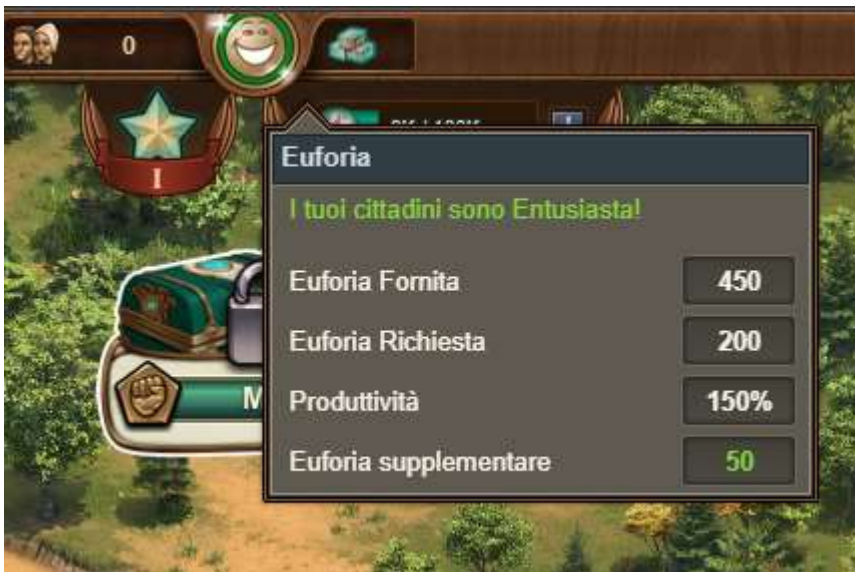 0
I
Euforia
I tuoi cittadini sono Entusiasta!
Euforia Fornita 450
Euforia Richiesta 200
Produttività 150%
Euforia supplementare 50
M